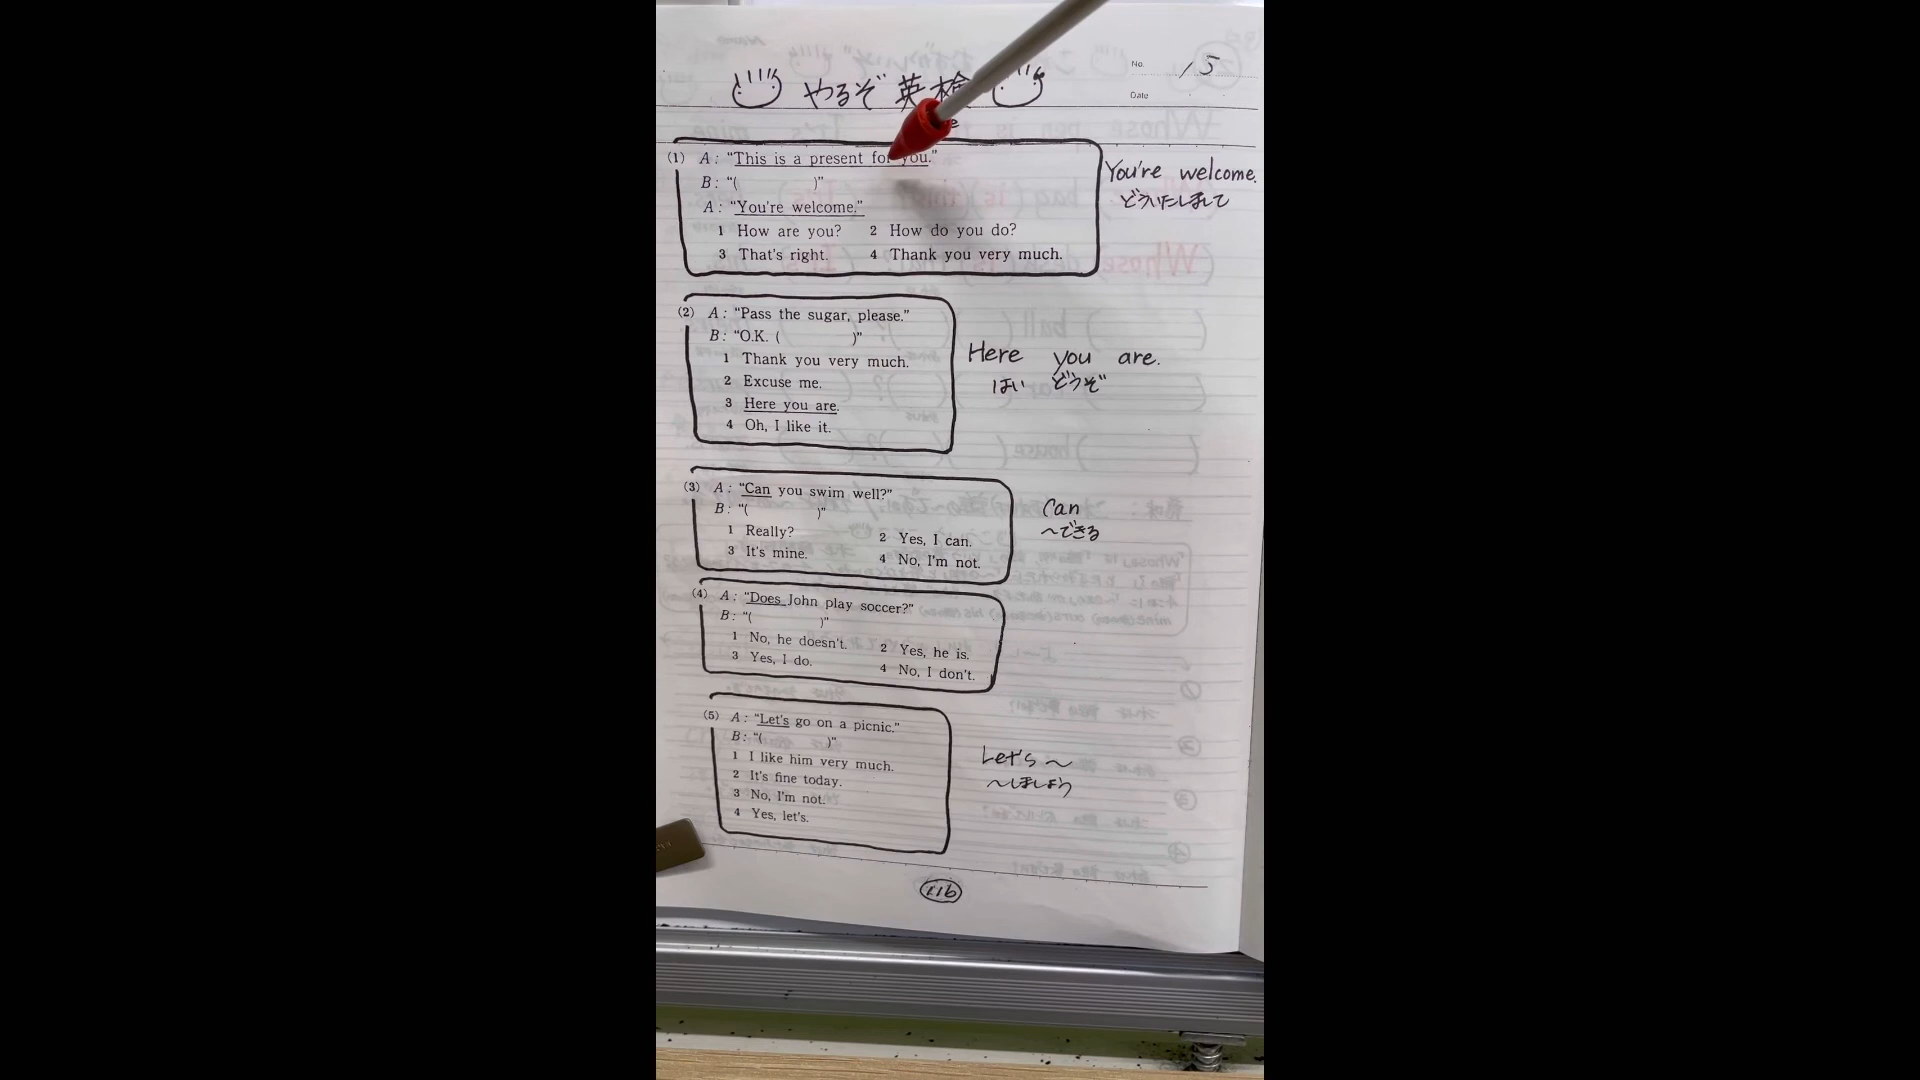 No. 15
やるぞ 英検
Date
(1) A: “This is a present for you.”
B: “( )”
A: “You're welcome.”
1 How are you? 2 How do you do?
3 That's right. 4 Thank you very much.
You're welcome.
どういたしまして
(2) A: “Pass the sugar, please.”
B: “O.K. ( )”
1 Thank you very much.
2 Excuse me.
3 Here you are.
4 Oh, I like it.
Here you are.
はい どうぞ
(3) A: “Can you swim well?”
B: “( )”
1 Really? 2 Yes, I can.
3 It's mine. 4 No, I'm not.
Can
〜できる
(4) A: “Does John play soccer?”
B: “( )”
1 No, he doesn't. 2 Yes, he is.
3 Yes, I do. 4 No, I don't.
(5) A: “Let's go on a picnic.”
B: “( )”
1 I like him very much.
2 It's fine today.
3 No, I'm not.
4 Yes, let's.
Let's 〜
〜しましょう